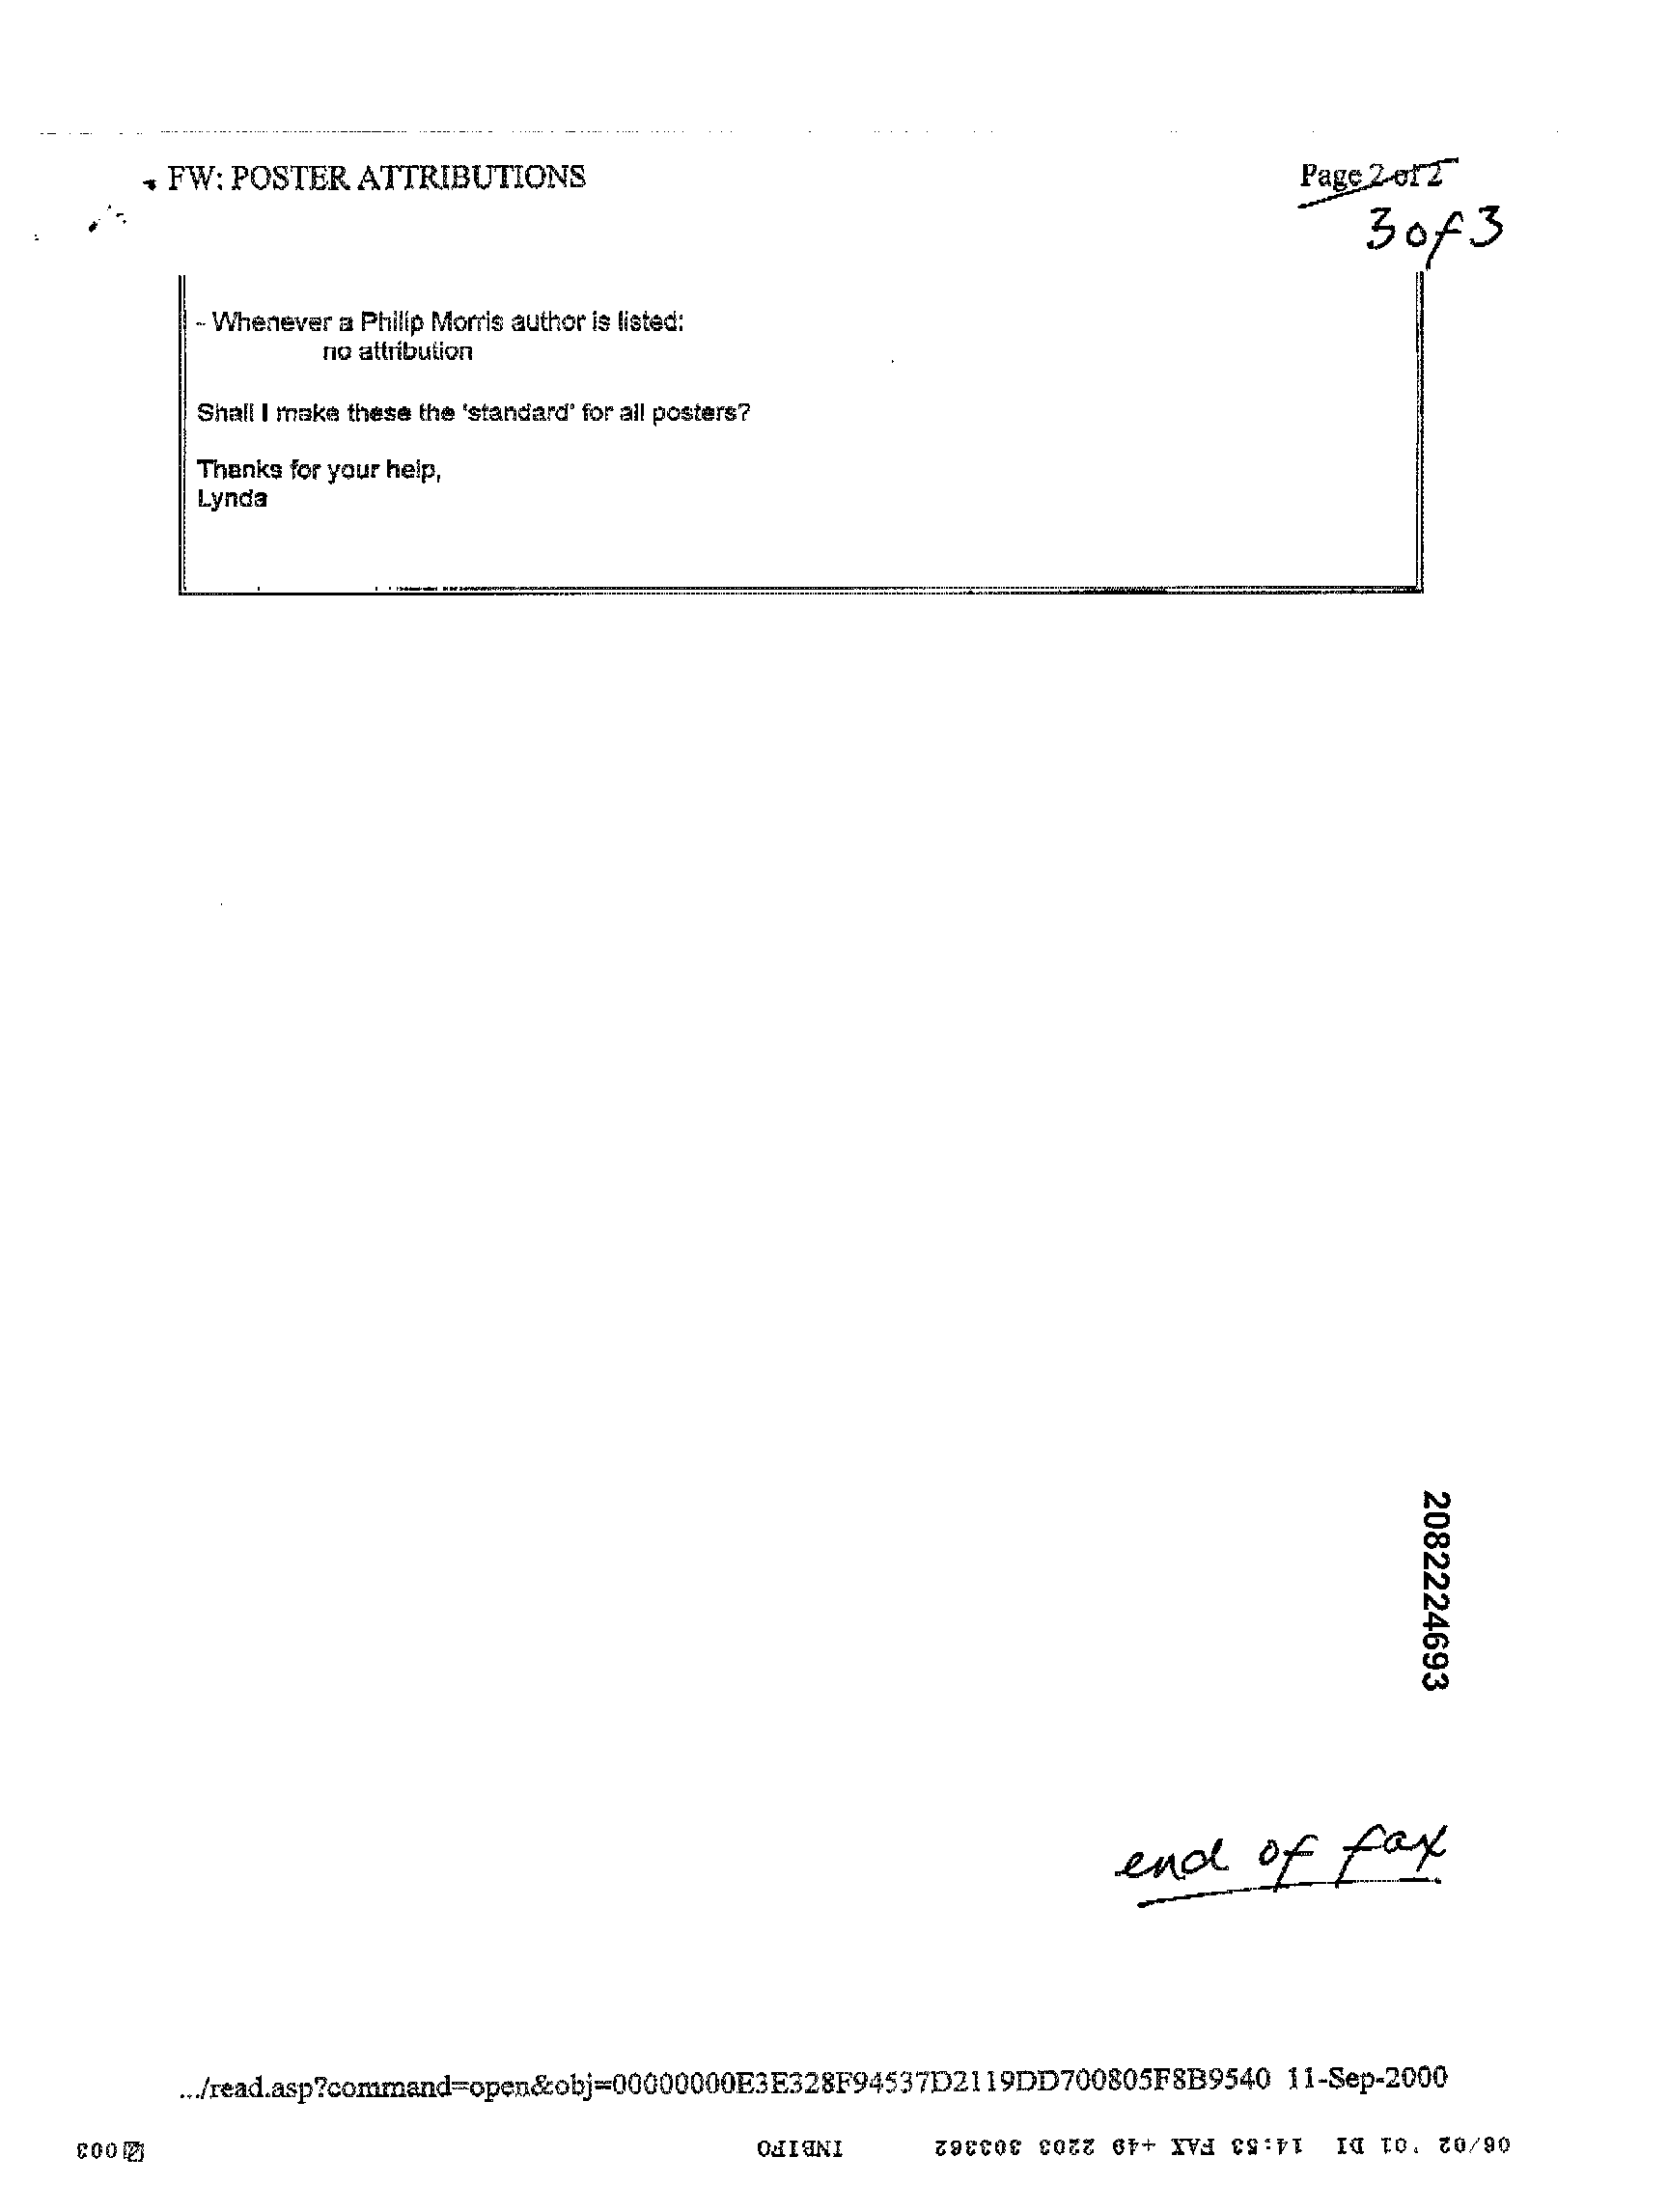 FW: POSTER ATTRIBUTIONS
Page 2 of 2
3 of 3
- Whenever a Philip Morris author is listed:
no attribution
Shall I make these the 'standard' for all posters?
Thanks for your help,
Lynda
2082224693
end of fax
.../read.asp?command=open&obj=00000000E3E328F94537D2119DD700805F8B9540 11-Sep-2000
06/02 '01 DI 14:53 FAX +49 2203 303362 INBIFO 003